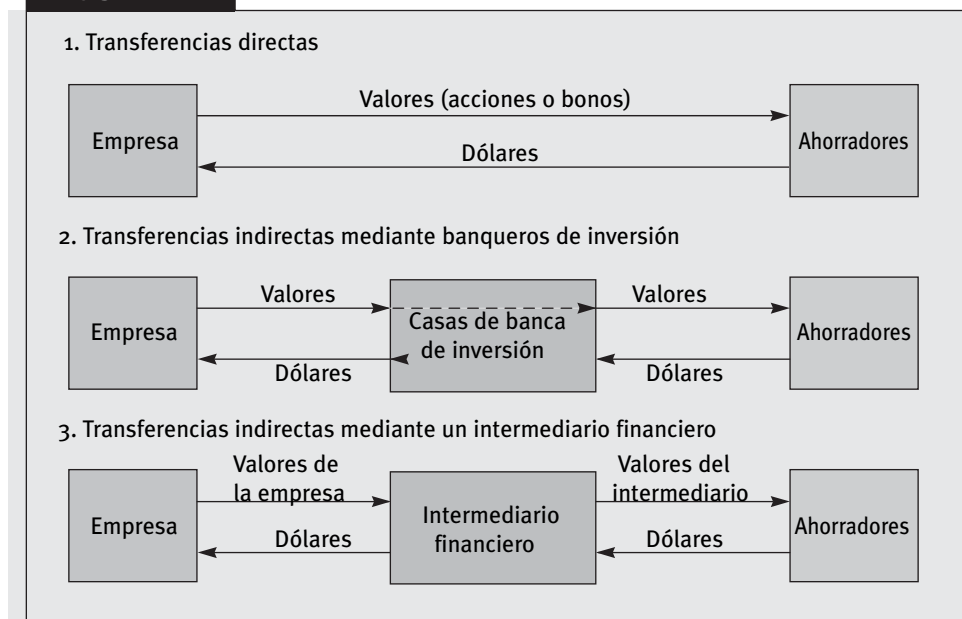 1. Transferencias directas
Valores (acciones o bonos)
Empresa
Ahorradores
Dólares
2. Transferencias indirectas mediante banqueros de inversión
Valores
Valores
Empresa
Casas de banca
de inversión
Ahorradores
Dólares
Dólares
3. Transferencias indirectas mediante un intermediario financiero
Valores de
la empresa
Valores del
intermediario
Empresa
Intermediario
financiero
Ahorradores
Dólares
Dólares